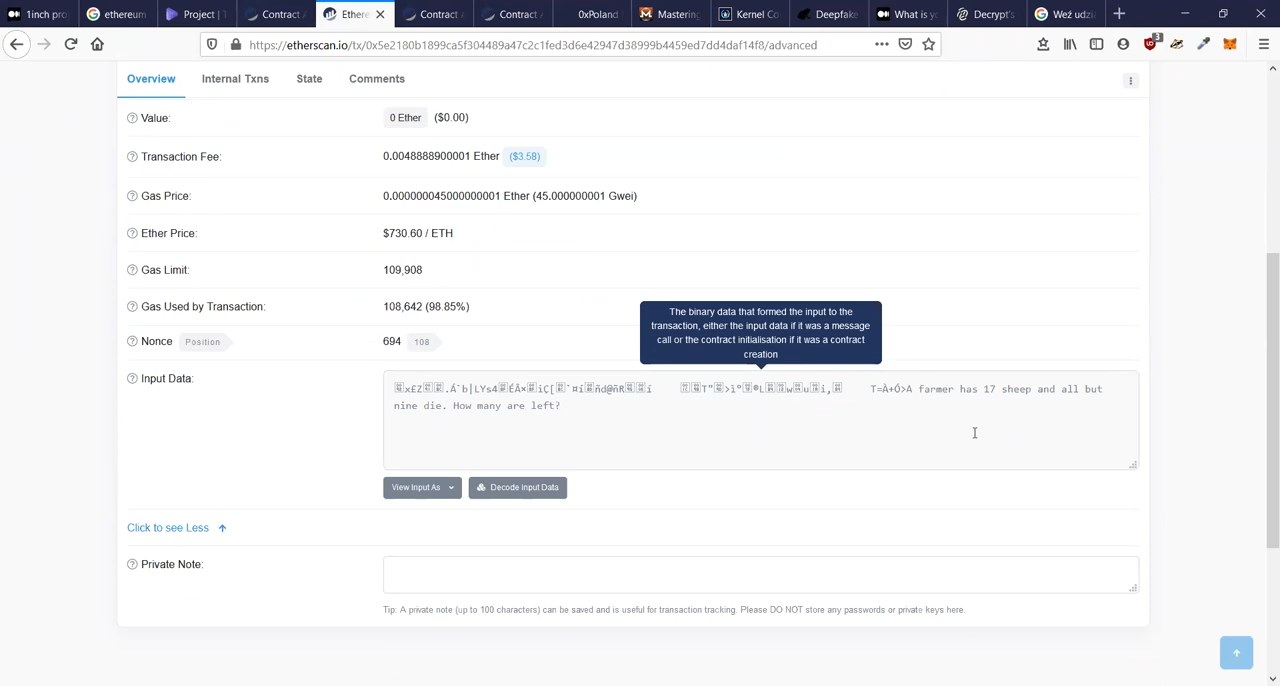 1inch pro
ethereum
Project | T
Contract A
Ethere
Contract A
Contract A
0xPoland
Mastering
Kernel Co
Deepfake
What is yo
Decrypt's
Weź udzia
https://etherscan.io/tx/0x5e2180b1899ca5f304489a47c2c1fed3d6e42947d38999b4459ed7dd4daf14f8/advanced
3
Overview
Internal Txns
State
Comments
Value:
0 Ether ($0.00)
Transaction Fee:
0.0048888900001 Ether ($3.58)
Gas Price:
0.000000045000000001 Ether (45.000000001 Gwei)
Ether Price:
$730.60 / ETH
Gas Limit:
109,908
Gas Used by Transaction:
108,642 (98.85%)
Nonce Position
694 108
The binary data that formed the input to the
transaction, either the input data if it was a message
call or the contract initialisation if it was a contract
creation
Input Data:
T=À+Ó>A farmer has 17 sheep and all but
nine die. How many are left?
View Input As
Decode Input Data
Click to see Less
Private Note:
Tip: A private note (up to 100 characters) can be saved and is useful for transaction tracking. Please DO NOT store any passwords or private keys here.